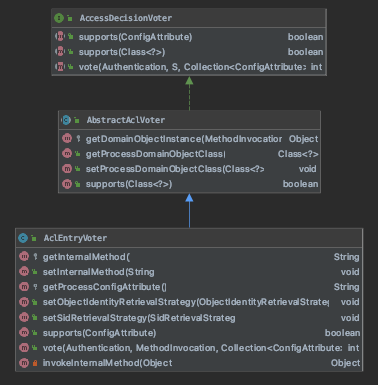 AccessDecisionVoter
supports(ConfigAttribute) boolean
supports(Class<?>) boolean
vote(Authentication, S, Collection<ConfigAttribute> int
AbstractAclVoter
getDomainObjectInstance(MethodInvocation Object
getProcessDomainObjectClass( Class<?>
setProcessDomainObjectClass(Class<?> void
supports(Class<?>) boolean
AclEntryVoter
getInternalMethod( String
setInternalMethod(String void
getProcessConfigAttribute() String
setObjectIdentityRetrievalStrategy(ObjectIdentityRetrievalStrateg void
setSidRetrievalStrategy(SidRetrievalStrateg void
supports(ConfigAttribute) boolean
vote(Authentication, MethodInvocation, Collection<ConfigAttribute int
invokeInternalMethod(Object Object